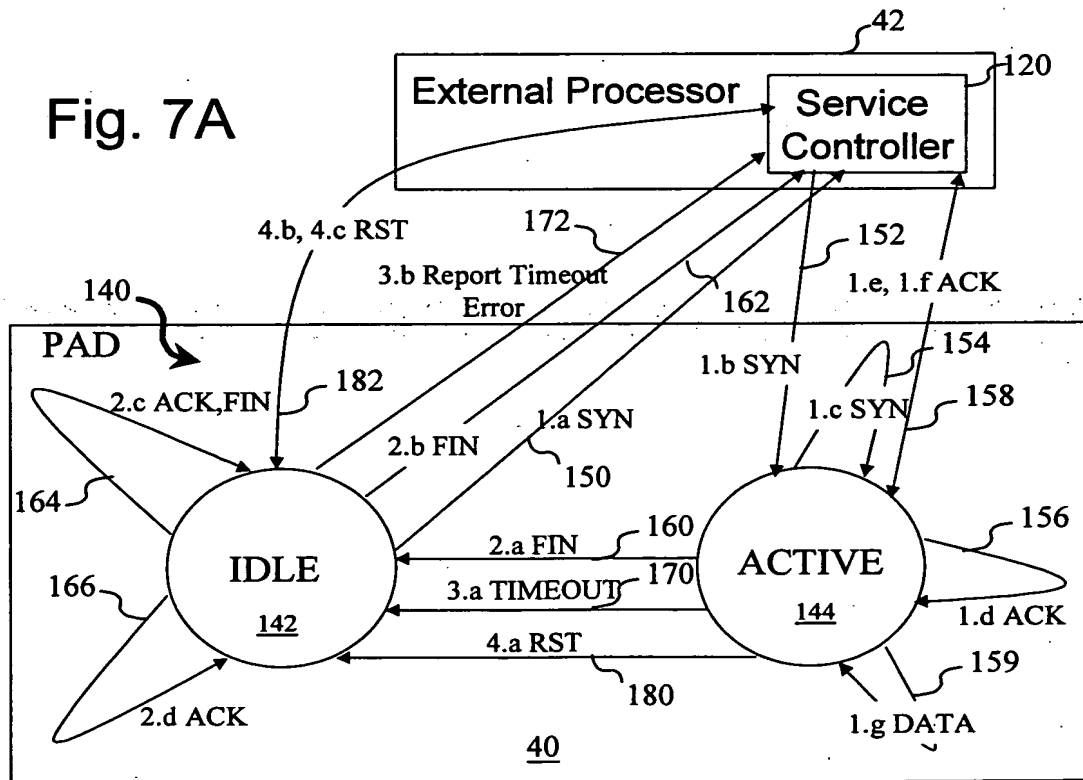 42
120
Fig. 7A
External Processor
Service
Controller
4.b, 4.c RST
172
152
3.b Report Timeout
Error
162
1.e, 1.f ACK
140
PAD
154
1.b SYN
2.c ACK,FIN
182
1.c SYN
158
1.a SYN
2.b FIN
164
150
156
2.a FIN
160
IDLE
ACTIVE
166
3.a TIMEOUT
170
142
144
1.d ACK
4.a RST
159
180
2.d ACK
1.g DATA
40